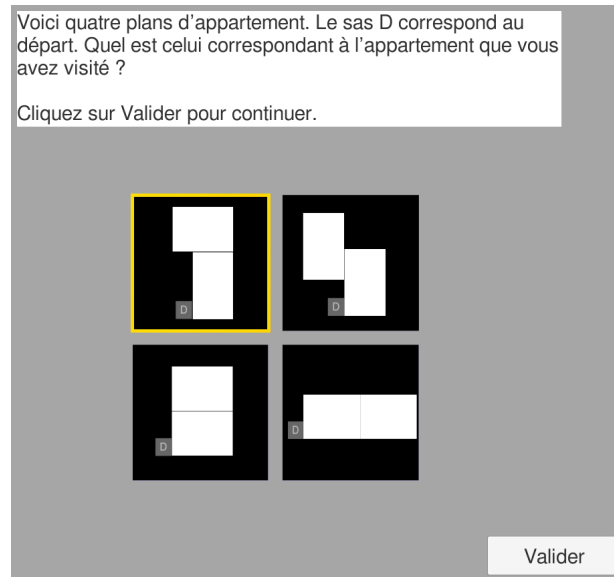 Voici quatre plans d’appartement. Le sas D correspond au
départ. Quel est celui correspondant à l’appartement que vous
avez visité ?
Cliquez sur Valider pour continuer.
D
D
D
D
Valider